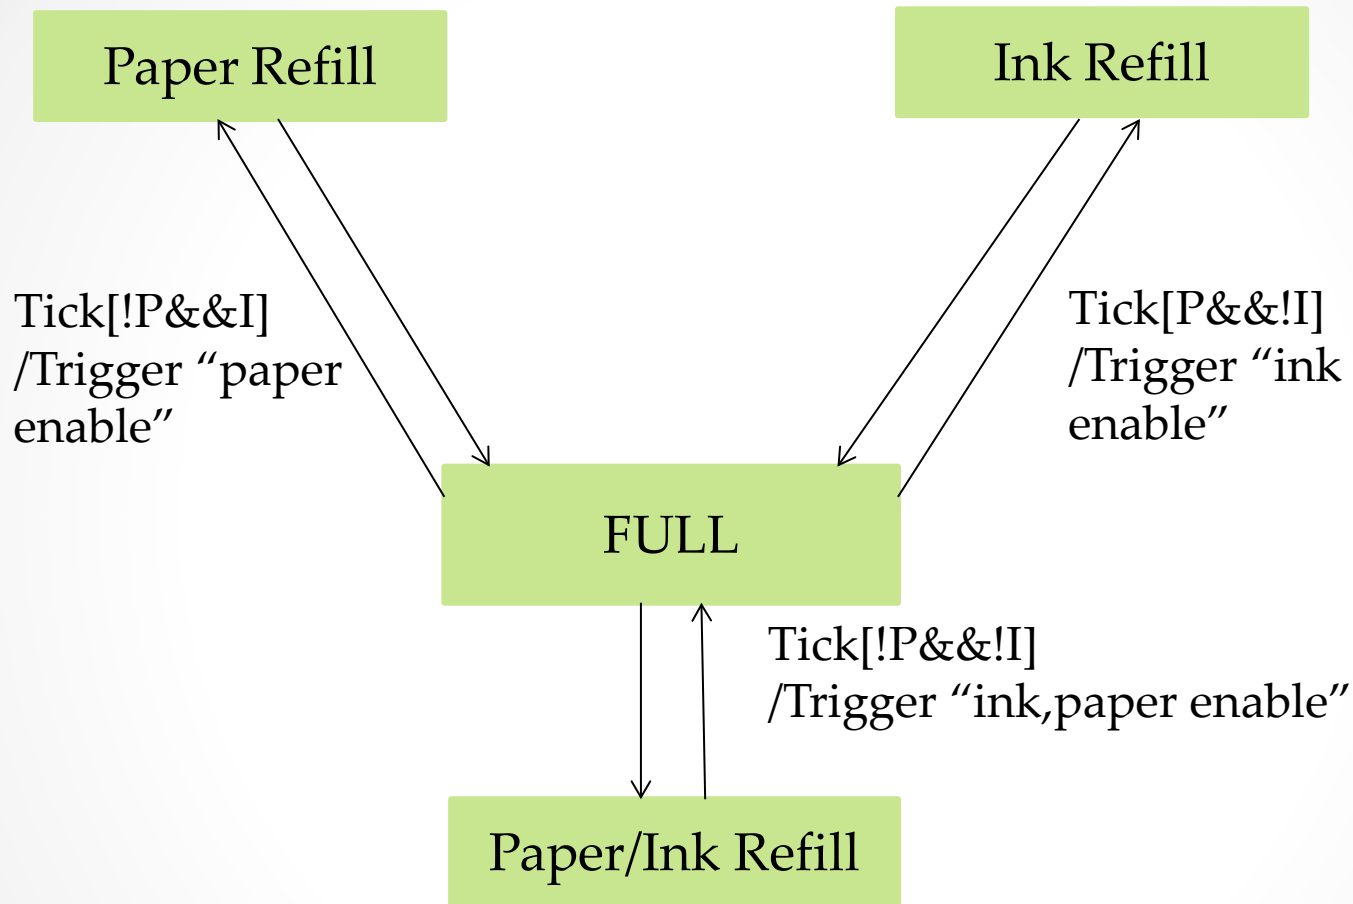 Paper Refill
Ink Refill
Tick[!P&&I]
/Trigger “paper
enable”
Tick[P&&!I]
/Trigger “ink
enable”
FULL
Tick[!P&&!I]
/Trigger “ink,paper enable”
Paper/Ink Refill